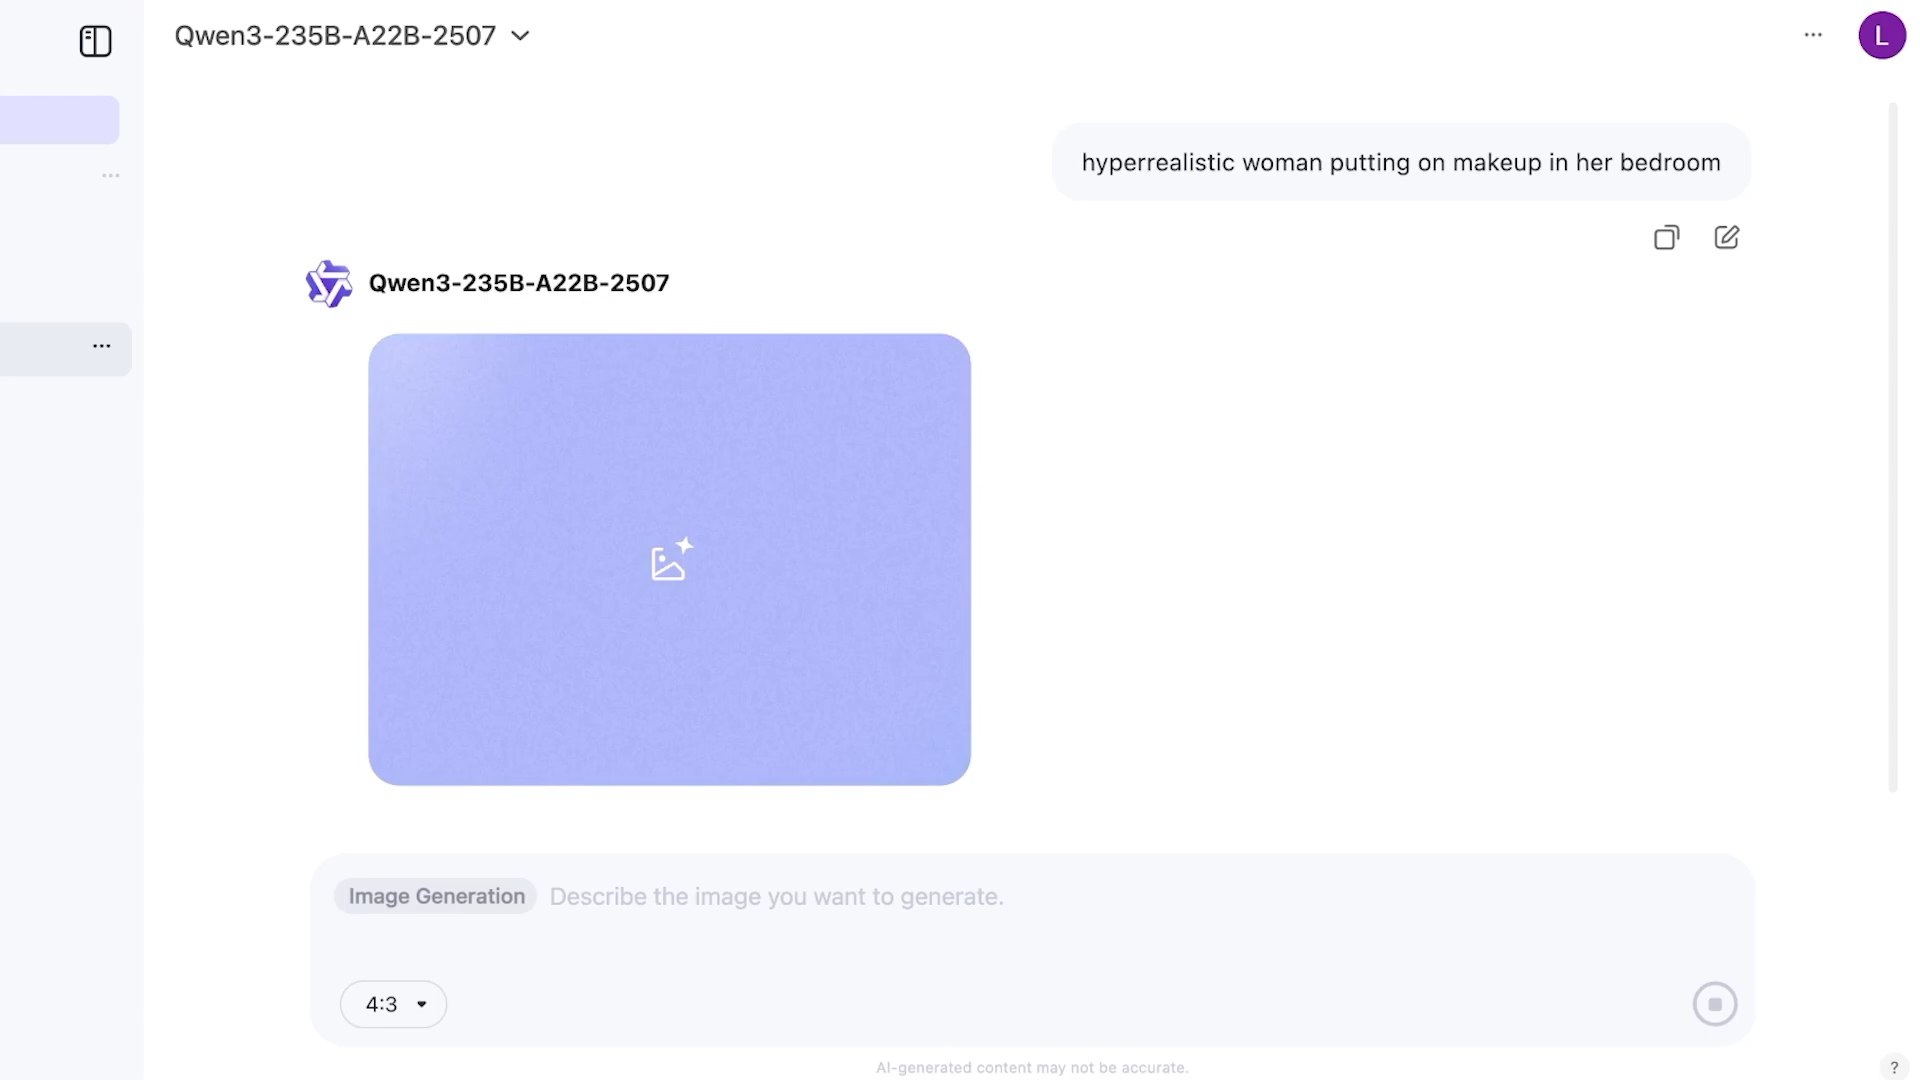 Qwen3-235B-A22B-2507
L
hyperrealistic woman putting on makeup in her bedroom
Qwen3-235B-A22B-2507
Image Generation Describe the image you want to generate.
4:3
AI-generated content may not be accurate.
?